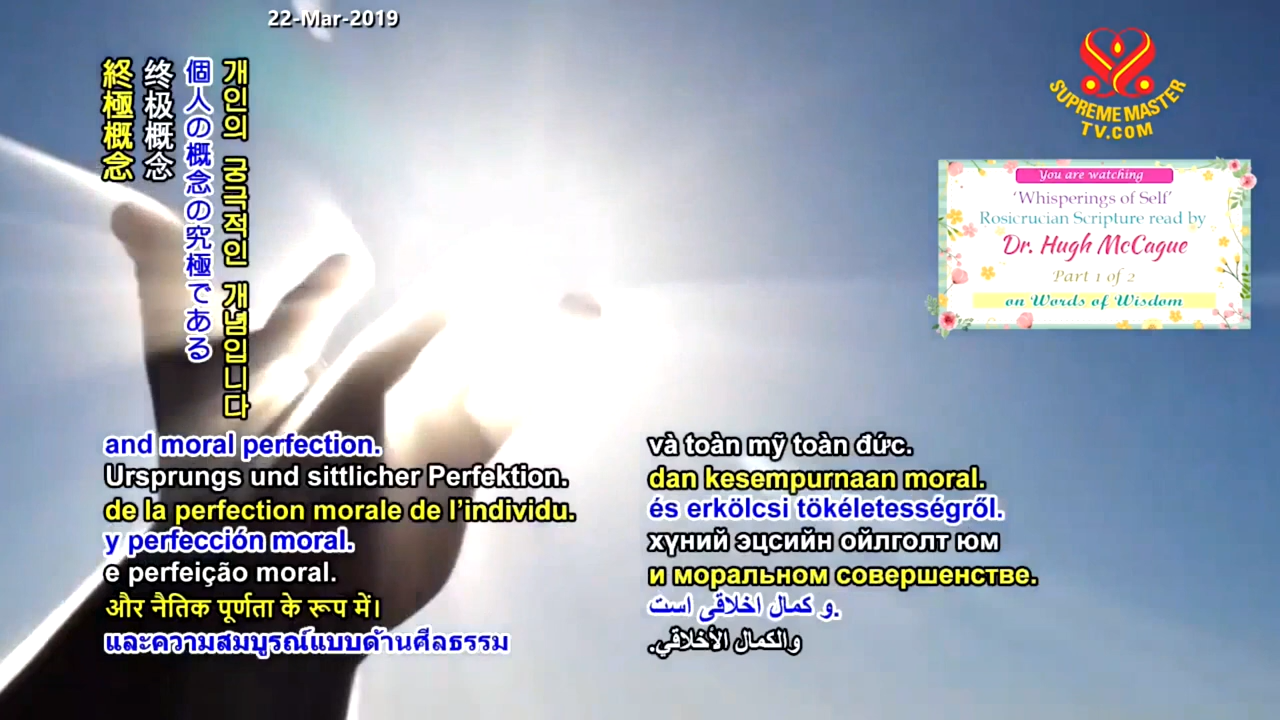 22-Mar-2019
終極概念
终极概念
個人の概念の究極である
개인의 궁극적인 개념입니다
SUPREME MASTER
TV.COM
You are watching
‘Whisperings of Self’
Rosicrucian Scripture read by
Dr. Hugh McCague
Part 1 of 2
on Words of Wisdom
and moral perfection.
Ursprungs und sittlicher Perfektion.
de la perfection morale de l’individu.
y perfección moral.
e perfeição moral.
और नैतिक पूर्णता के रूप में।
และความสมบูรณ์แบบด้านศีลธรรม
và toàn mỹ toàn đức.
dan kesempurnaan moral.
és erkölcsi tökéletességről.
хүний эцсийн ойлголт юм
и моральном совершенстве.
و کمال اخلاقی است.
والكمال الأخلاقي.